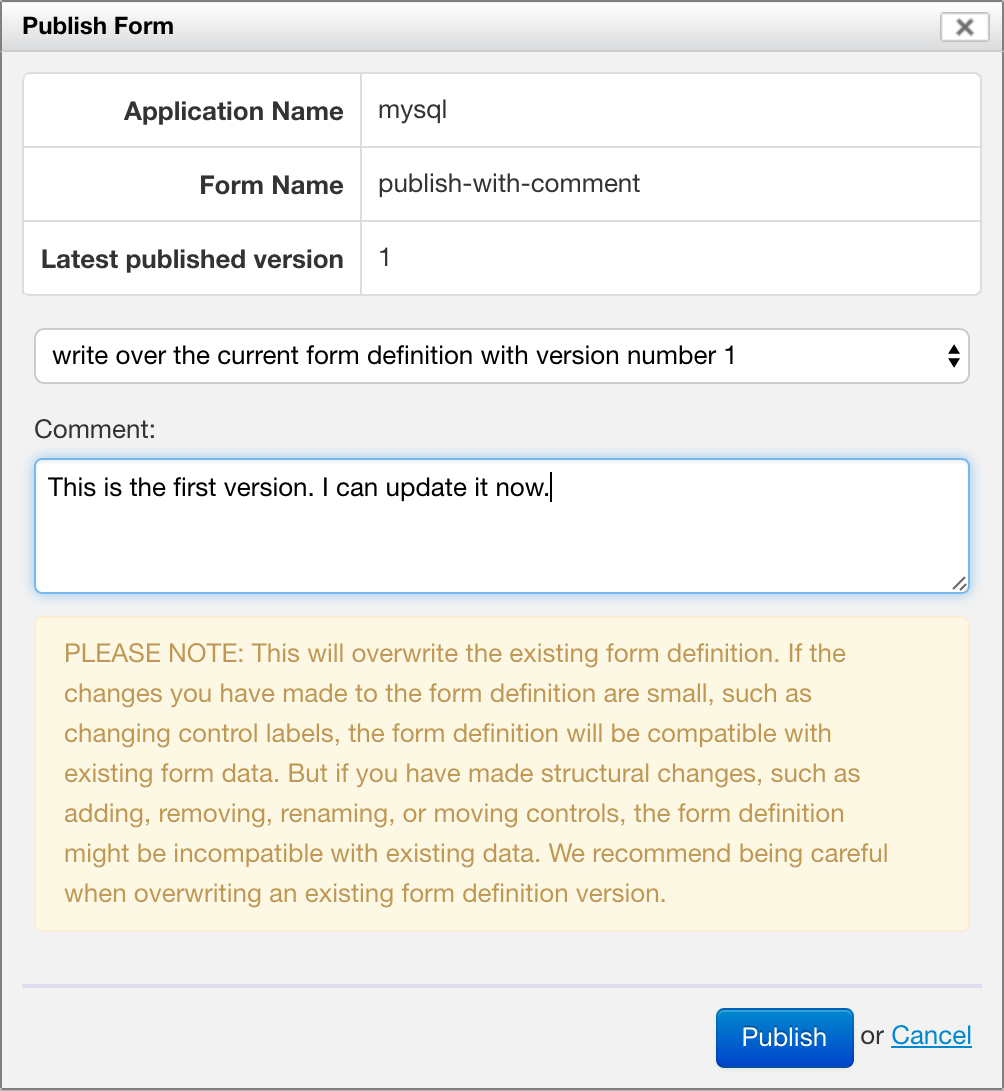 Publish Form
Application Name mysql
Form Name publish-with-comment
Latest published version 1
write over the current form definition with version number 1
Comment:
This is the first version. I can update it now.
PLEASE NOTE: This will overwrite the existing form definition. If the
changes you have made to the form definition are small, such as
changing control labels, the form definition will be compatible with
existing form data. But if you have made structural changes, such as
adding, removing, renaming, or moving controls, the form definition
might be incompatible with existing data. We recommend being careful
when overwriting an existing form definition version.
Publish or Cancel